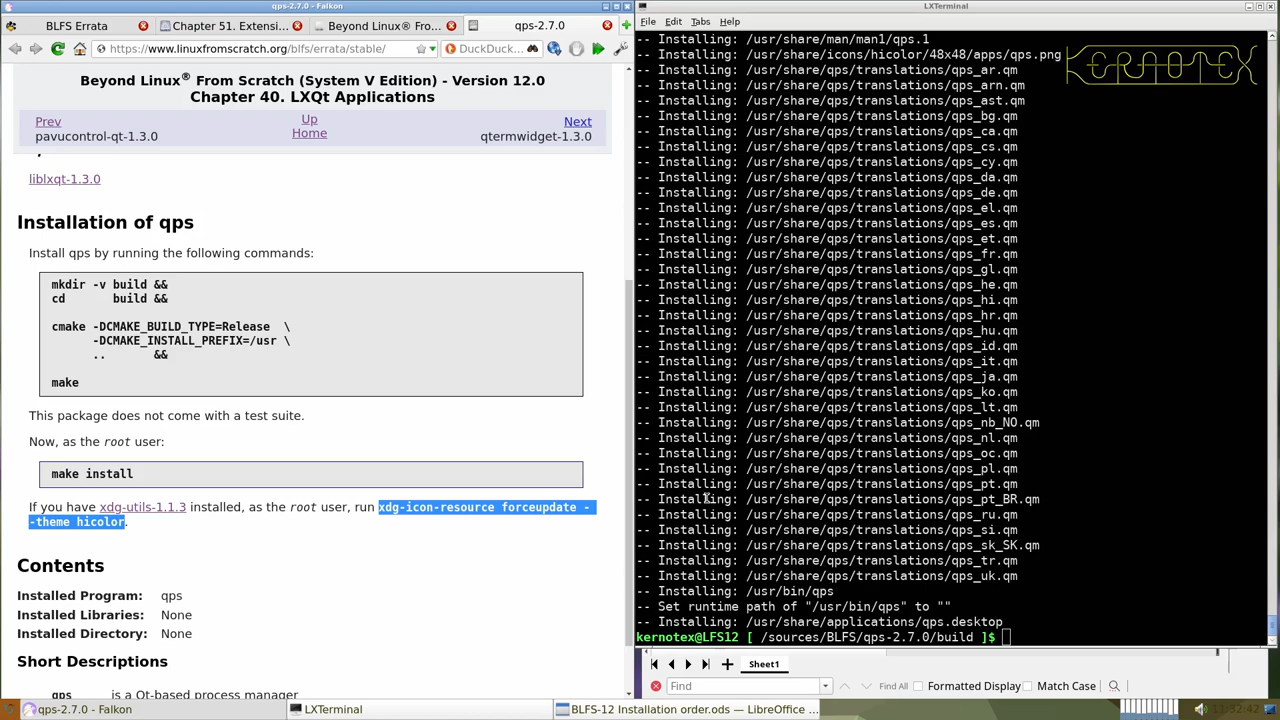 qps-2.7.0 - Falkon
BLFS Errata
Chapter 51. Extensi...
Beyond Linux® Fro...
qps-2.7.0
https://www.linuxfromscratch.org/blfs/errata/stable/
DuckDuc...
Beyond Linux® From Scratch (System V Edition) - Version 12.0
Chapter 40. LXQt Applications
Prev
Up
Next
pavucontrol-qt-1.3.0
Home
qtermwidget-1.3.0
liblxqt-1.3.0
Installation of qps
Install qps by running the following commands:
mkdir -v build &&
cd build &&
cmake -DCMAKE_BUILD_TYPE=Release \
-DCMAKE_INSTALL_PREFIX=/usr \
.. &&
make
This package does not come with a test suite.
Now, as the root user:
make install
If you have xdg-utils-1.1.3 installed, as the root user, run xdg-icon-resource forceupdate -
-theme hicolor.
Contents
Installed Program: qps
Installed Libraries: None
Installed Directory: None
Short Descriptions
qps is a Qt-based process manager
LXTerminal
File Edit Tabs Help
-- Installing: /usr/share/man/man1/qps.1
-- Installing: /usr/share/icons/hicolor/48x48/apps/qps.png
-- Installing: /usr/share/qps/translations/qps_ar.qm
-- Installing: /usr/share/qps/translations/qps_arn.qm
-- Installing: /usr/share/qps/translations/qps_ast.qm
-- Installing: /usr/share/qps/translations/qps_bg.qm
-- Installing: /usr/share/qps/translations/qps_ca.qm
-- Installing: /usr/share/qps/translations/qps_cs.qm
-- Installing: /usr/share/qps/translations/qps_cy.qm
-- Installing: /usr/share/qps/translations/qps_da.qm
-- Installing: /usr/share/qps/translations/qps_de.qm
-- Installing: /usr/share/qps/translations/qps_el.qm
-- Installing: /usr/share/qps/translations/qps_es.qm
-- Installing: /usr/share/qps/translations/qps_et.qm
-- Installing: /usr/share/qps/translations/qps_fr.qm
-- Installing: /usr/share/qps/translations/qps_gl.qm
-- Installing: /usr/share/qps/translations/qps_he.qm
-- Installing: /usr/share/qps/translations/qps_hi.qm
-- Installing: /usr/share/qps/translations/qps_hr.qm
-- Installing: /usr/share/qps/translations/qps_hu.qm
-- Installing: /usr/share/qps/translations/qps_id.qm
-- Installing: /usr/share/qps/translations/qps_it.qm
-- Installing: /usr/share/qps/translations/qps_ja.qm
-- Installing: /usr/share/qps/translations/qps_ko.qm
-- Installing: /usr/share/qps/translations/qps_lt.qm
-- Installing: /usr/share/qps/translations/qps_nb_NO.qm
-- Installing: /usr/share/qps/translations/qps_nl.qm
-- Installing: /usr/share/qps/translations/qps_oc.qm
-- Installing: /usr/share/qps/translations/qps_pl.qm
-- Installing: /usr/share/qps/translations/qps_pt.qm
-- Installing: /usr/share/qps/translations/qps_pt_BR.qm
-- Installing: /usr/share/qps/translations/qps_ru.qm
-- Installing: /usr/share/qps/translations/qps_si.qm
-- Installing: /usr/share/qps/translations/qps_sk_SK.qm
-- Installing: /usr/share/qps/translations/qps_tr.qm
-- Installing: /usr/share/qps/translations/qps_uk.qm
-- Installing: /usr/bin/qps
-- Set runtime path of "/usr/bin/qps" to ""
-- Installing: /usr/share/applications/qps.desktop
kernotex@LFS12 [ /sources/BLFS/qps-2.7.0/build ]$
KERNOTEX
Sheet1
Find
Find All
Formatted Display
Match Case
qps-2.7.0 - Falkon
LXTerminal
BLFS-12 Installation order.ods — LibreOffice ...
11:32:42